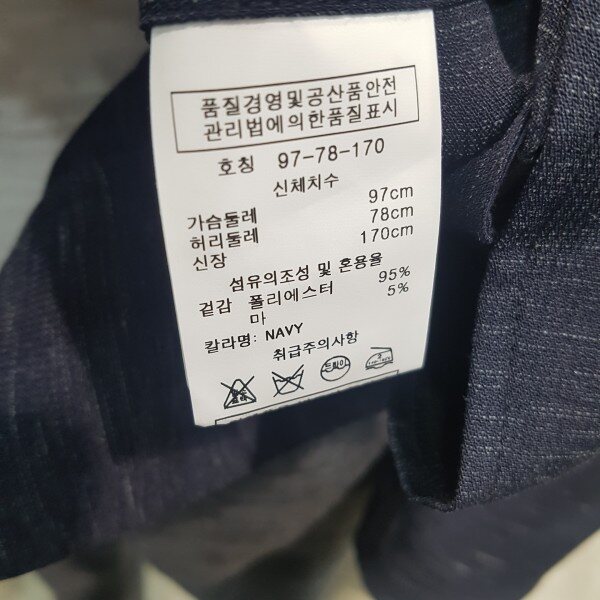 품질경영및공산품안전
관리법에의한품질표시
호칭 97-78-170
신체치수
가슴둘레 97cm
허리둘레 78cm
신장 170cm
섬유의조성 및 혼용율
겉감 폴리에스터 95%
마 5%
칼라명: NAVY
취급주의사항
드라이